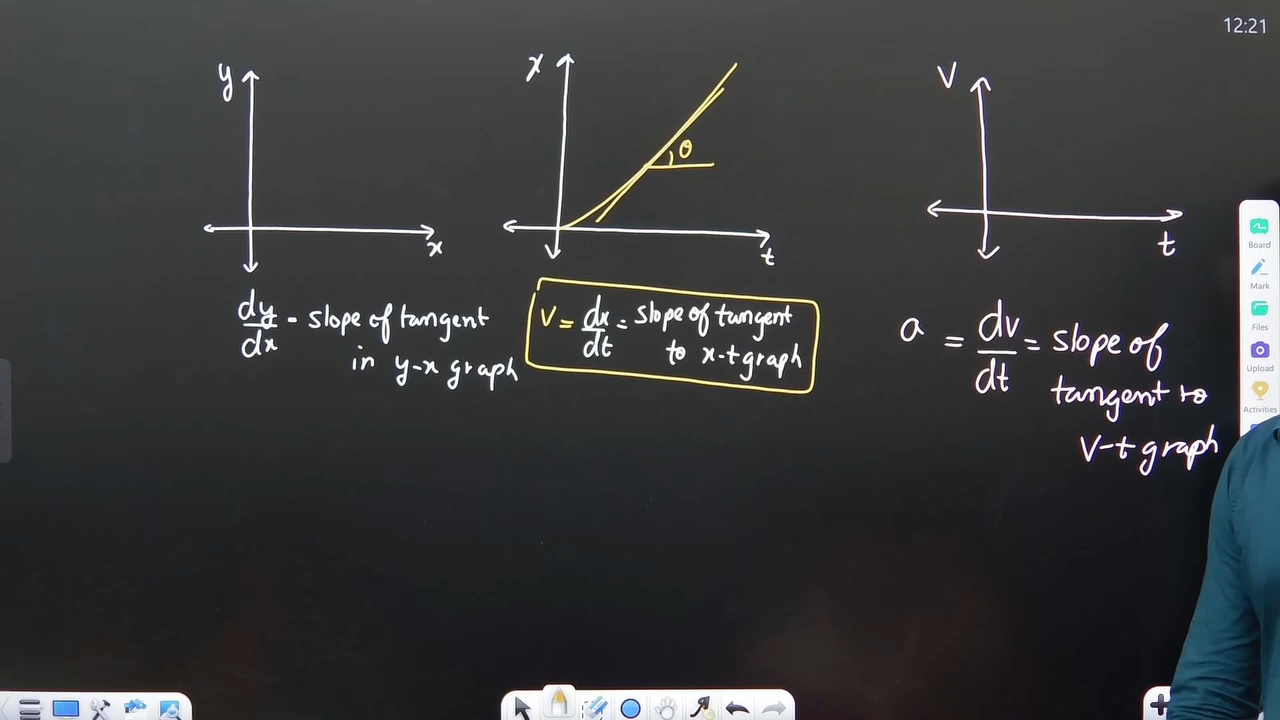 12:21
y
x
x
θ
t
V
t
dy/dx = slope of tangent
in y-x graph
V = dx/dt = slope of tangent
to x-t graph
a = dv/dt = slope of
tangent to
V-t graph
Board
Mark
Files
Upload
Activities